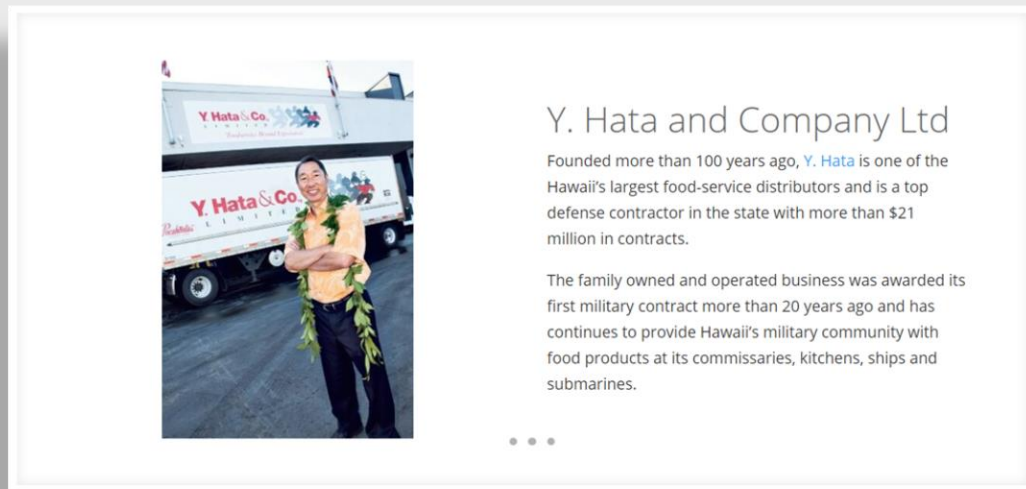 Y. Hata & Co.
LIMITED
Y. Hata & Co.
LIMITED
Y. Hata and Company Ltd
Founded more than 100 years ago, Y. Hata is one of the
Hawaii's largest food-service distributors and is a top
defense contractor in the state with more than $21
million in contracts.
The family owned and operated business was awarded its
first military contract more than 20 years ago and has
continues to provide Hawaii's military community with
food products at its commissaries, kitchens, ships and
submarines.